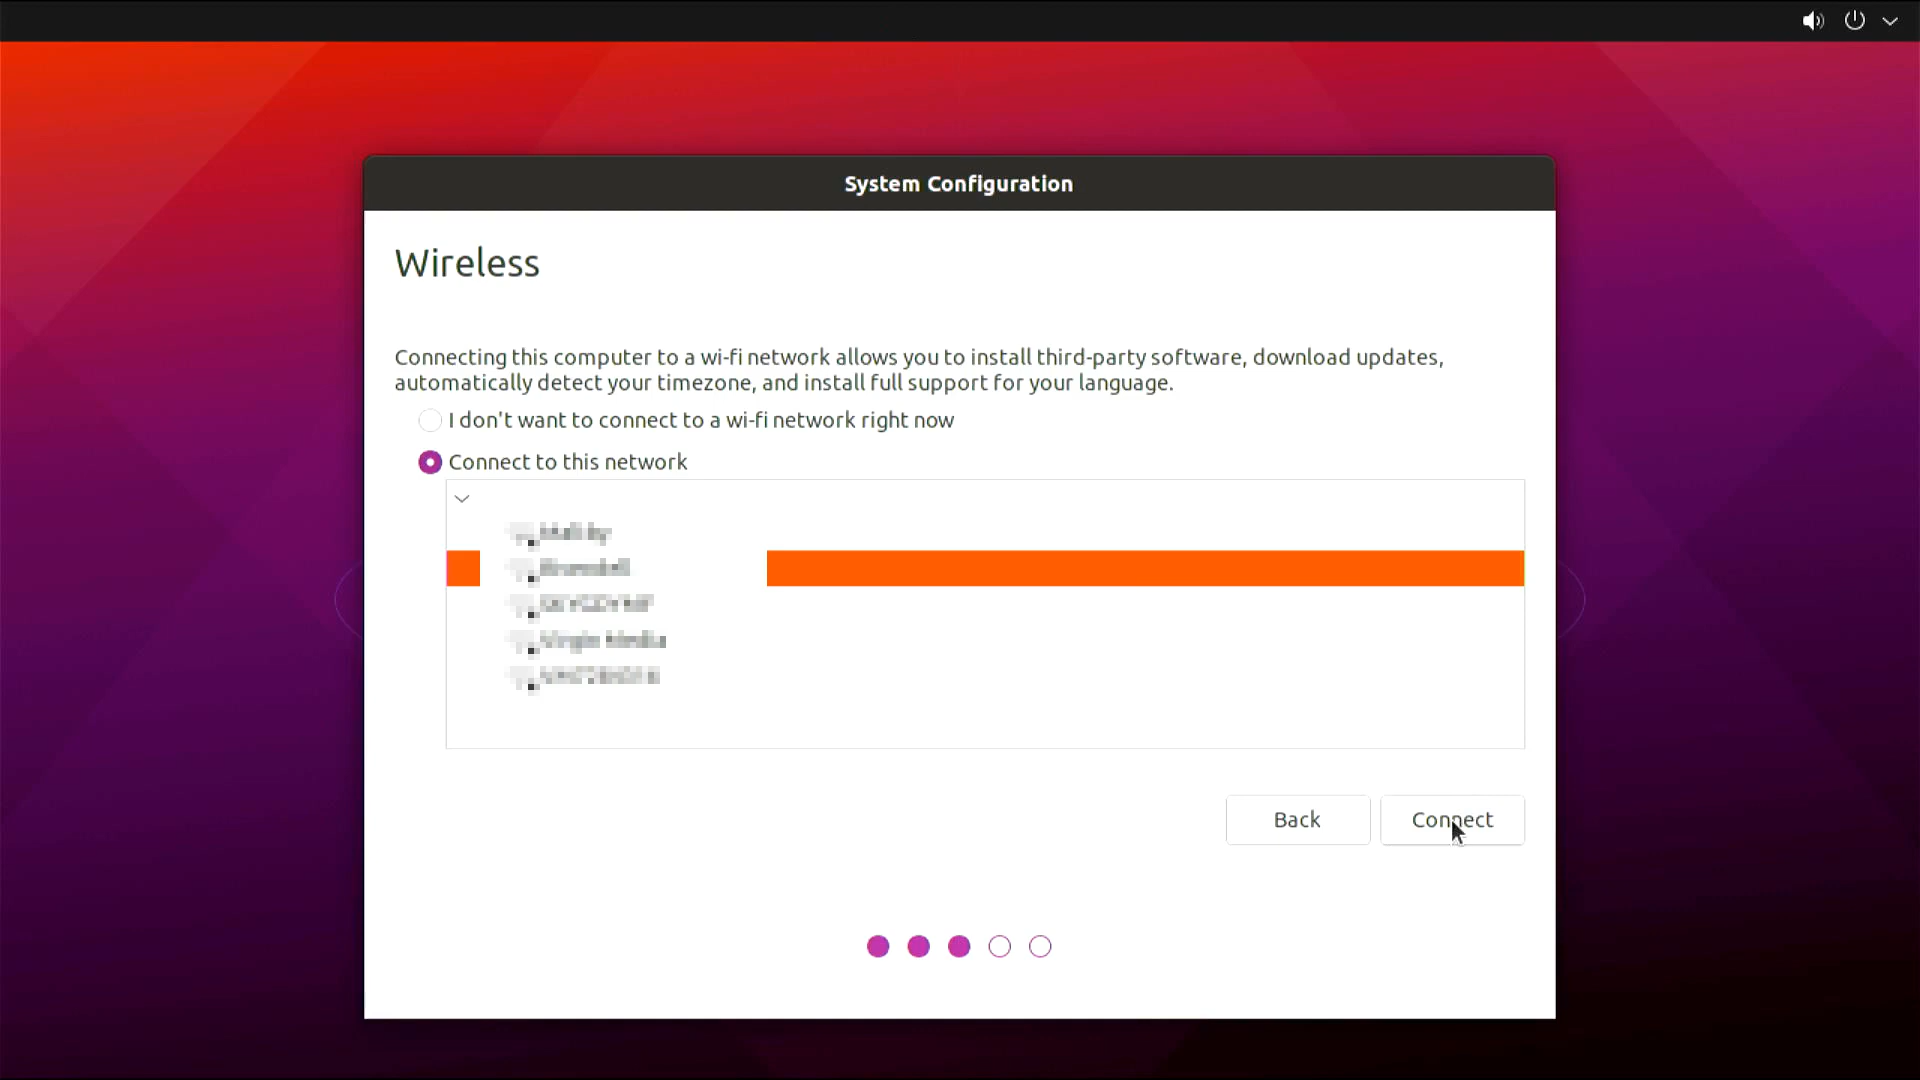 System Configuration
Wireless
Connecting this computer to a wi-fi network allows you to install third-party software, download updates,
automatically detect your timezone, and install full support for your language.
I don't want to connect to a wi-fi network right now
Connect to this network
Virgin Media
Back
Connect